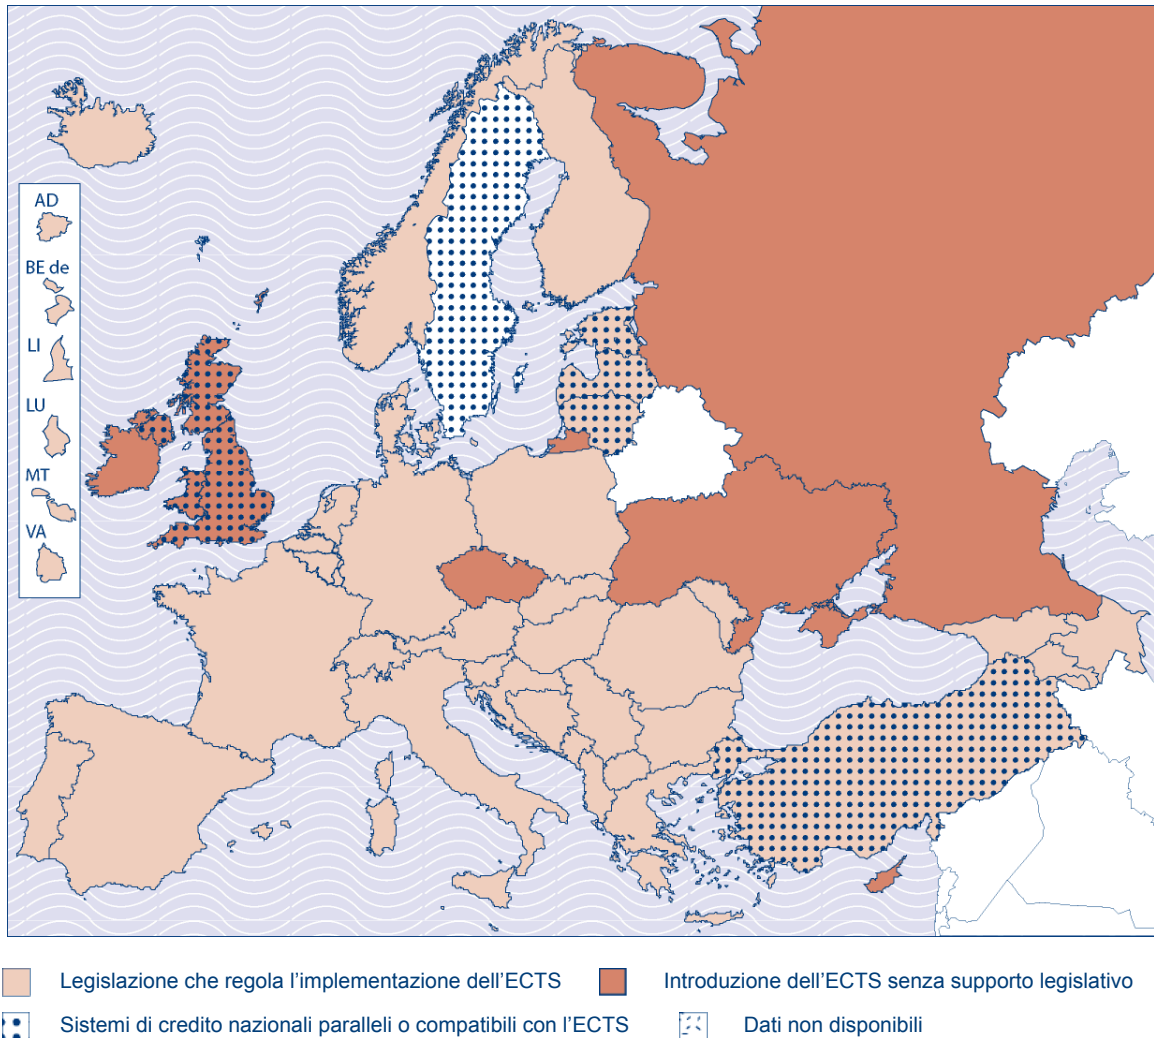 AD
BE de
LI
LU
MT
VA
Legislazione che regola l’implementazione dell’ECTS
Introduzione dell’ECTS senza supporto legislativo
Sistemi di credito nazionali paralleli o compatibili con l’ECTS
Dati non disponibili